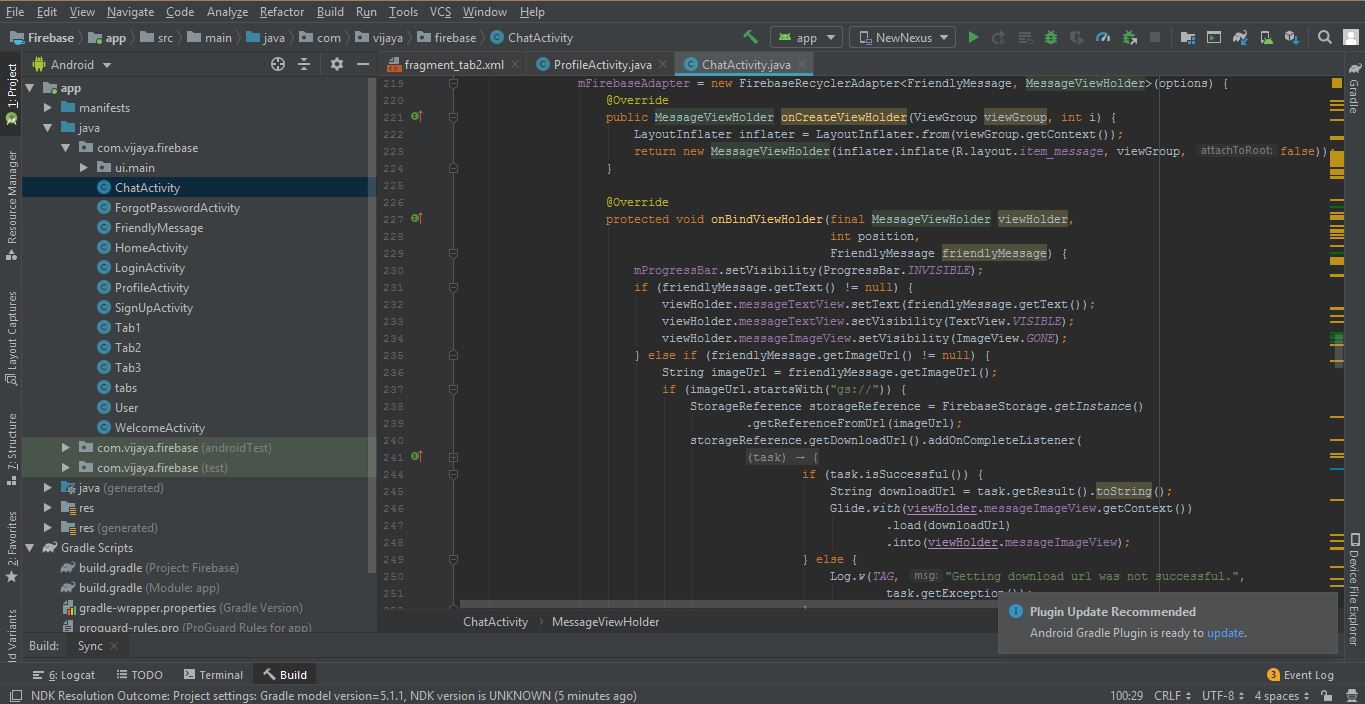 File Edit View Navigate Code Analyze Refactor Build Run Tools VCS Window Help
Firebase app src main java com vijaya firebase ChatActivity app NewNexus
Android
fragment_tab2.xml ProfileActivity.java ChatActivity.java
1: Project
Resource Manager
Layout Captures
Z: Structure
2: Favorites
d Variants
app
manifests
java
com.vijaya.firebase
ui.main
ChatActivity
ForgotPasswordActivity
FriendlyMessage
HomeActivity
LoginActivity
ProfileActivity
SignUpActivity
Tab1
Tab2
Tab3
tabs
User
WelcomeActivity
com.vijaya.firebase (androidTest)
com.vijaya.firebase (test)
java (generated)
res
res (generated)
Gradle Scripts
build.gradle (Project: Firebase)
build.gradle (Module: app)
gradle-wrapper.properties (Gradle Version)
proguard-rules.pro (ProGuard Rules for app)
219 mFirebaseAdapter = new FirebaseRecyclerAdapter<FriendlyMessage, MessageViewHolder>(options) {
220 @Override
221 public MessageViewHolder onCreateViewHolder(ViewGroup viewGroup, int i) {
222 LayoutInflater inflater = LayoutInflater.from(viewGroup.getContext());
223 return new MessageViewHolder(inflater.inflate(R.layout.item_message, viewGroup, attachToRoot: false))
224 }
225
226 @Override
227 protected void onBindViewHolder(final MessageViewHolder viewHolder,
228 int position,
229 FriendlyMessage friendlyMessage) {
230 mProgressBar.setVisibility(ProgressBar.INVISIBLE);
231 if (friendlyMessage.getText() != null) {
232 viewHolder.messageTextView.setText(friendlyMessage.getText());
233 viewHolder.messageTextView.setVisibility(TextView.VISIBLE);
234 viewHolder.messageImageView.setVisibility(ImageView.GONE);
235 } else if (friendlyMessage.getImageUrl() != null) {
236 String imageUrl = friendlyMessage.getImageUrl();
237 if (imageUrl.startsWith("gs://")) {
238 StorageReference storageReference = FirebaseStorage.getInstance()
239 .getReferenceFromUrl(imageUrl);
240 storageReference.getDownloadUrl().addOnCompleteListener(
241 (task) → {
244 if (task.isSuccessful()) {
245 String downloadUrl = task.getResult().toString();
246 Glide.with(viewHolder.messageImageView.getContext())
247 .load(downloadUrl)
248 .into(viewHolder.messageImageView);
249 } else {
250 Log.w(TAG, msg: "Getting download url was not successful.",
251 task.getException());
Gradle
Device File Explorer
ChatActivity MessageViewHolder
Plugin Update Recommended
Android Gradle Plugin is ready to update.
Build: Sync
6: Logcat TODO Terminal Build 3 Event Log
NDK Resolution Outcome: Project settings: Gradle model version=5.1.1, NDK version is UNKNOWN (5 minutes ago) 100:29 CRLF UTF-8 4 spaces